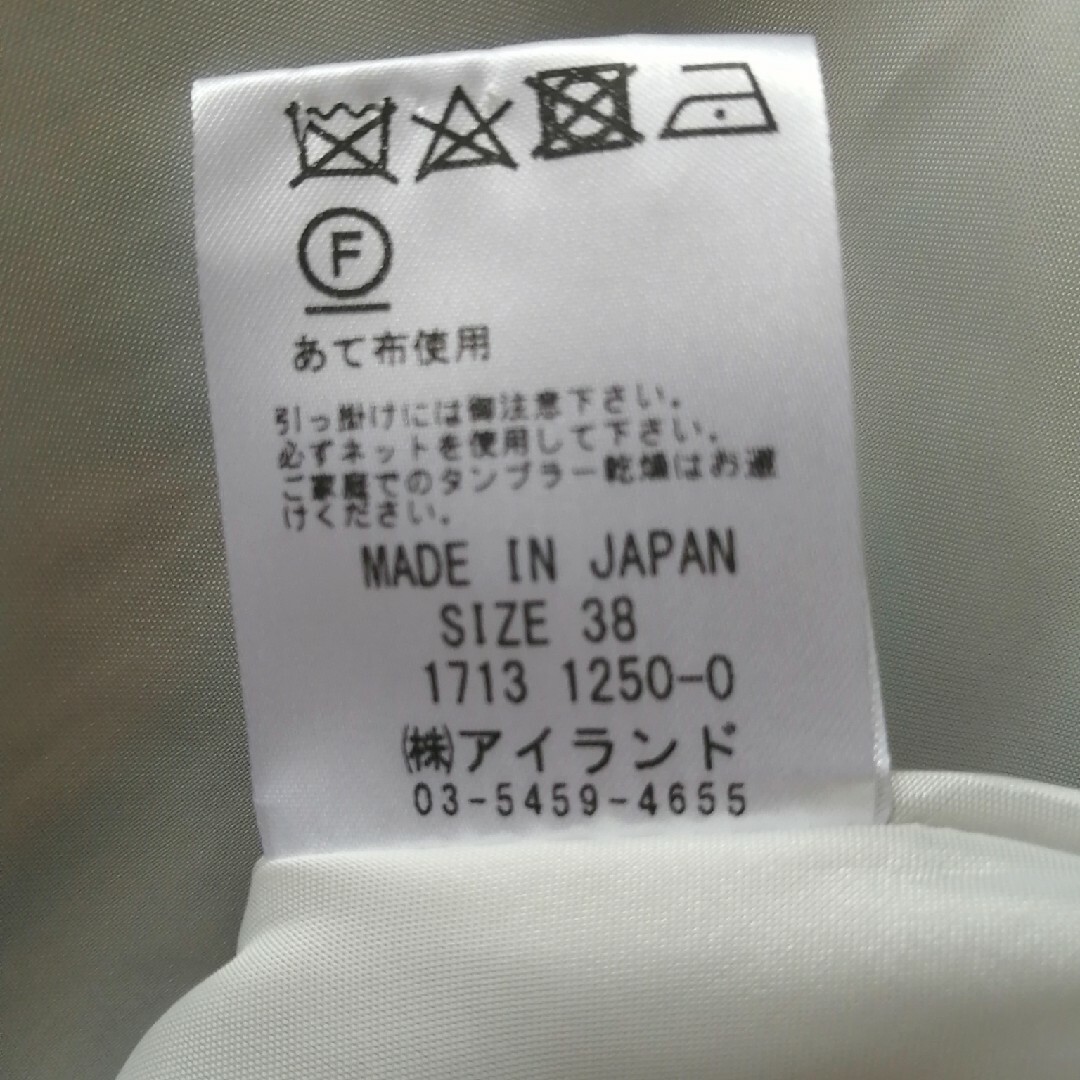 F
あて布使用
引っ掛けには御注意下さい。
必ずネットを使用して下さい。
ご家庭でのタンブラー乾燥はお避
けください。
MADE IN JAPAN
SIZE 38
1713 1250-0
㈱アイランド
03-5459-4655